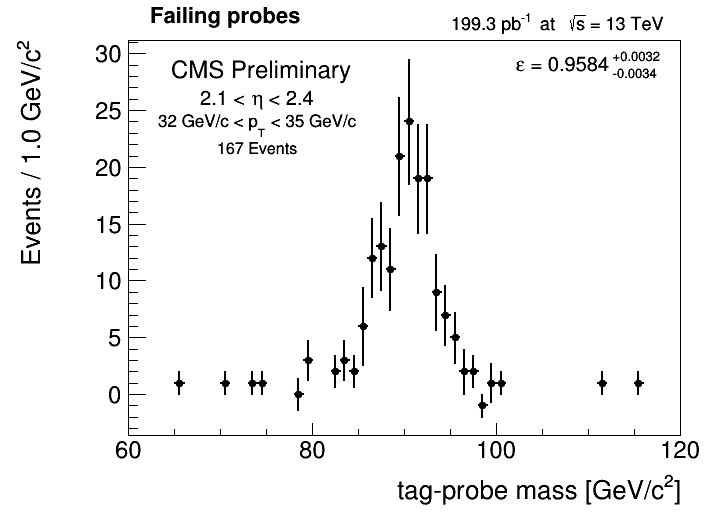 Failing probes
199.3 pb⁻¹ at √s = 13 TeV
CMS Preliminary
2.1 < η < 2.4
32 GeV/c < p_T < 35 GeV/c
167 Events
ε = 0.9584 +0.0032 -0.0034
Events / 1.0 GeV/c²
30
25
20
15
10
5
0
60 80 100 120
tag-probe mass [GeV/c²]